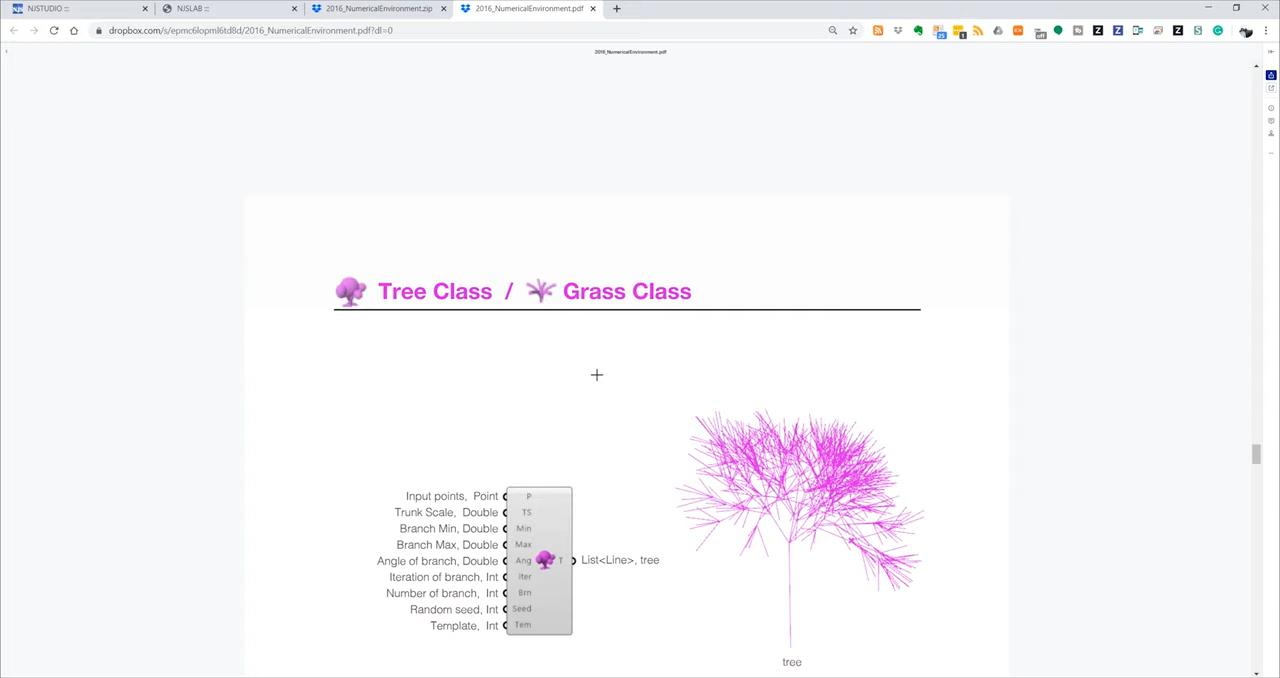 NJSTUDIO ::
NJSLAB ::
2016_NumericalEnvironment.zip
2016_NumericalEnvironment.pdf
dropbox.com/s/epmc6lopml6td8d/2016_NumericalEnvironment.pdf?dl=0
2016_NumericalEnvironment.pdf
Tree Class / Grass Class
Input points, Point P
Trunk Scale, Double TS
Branch Min, Double Min
Branch Max, Double Max
Angle of branch, Double Ang T List<Line>, tree
Iteration of branch, Int Iter
Number of branch, Int Brn
Random seed, Int Seed
Template, Int Tem
tree